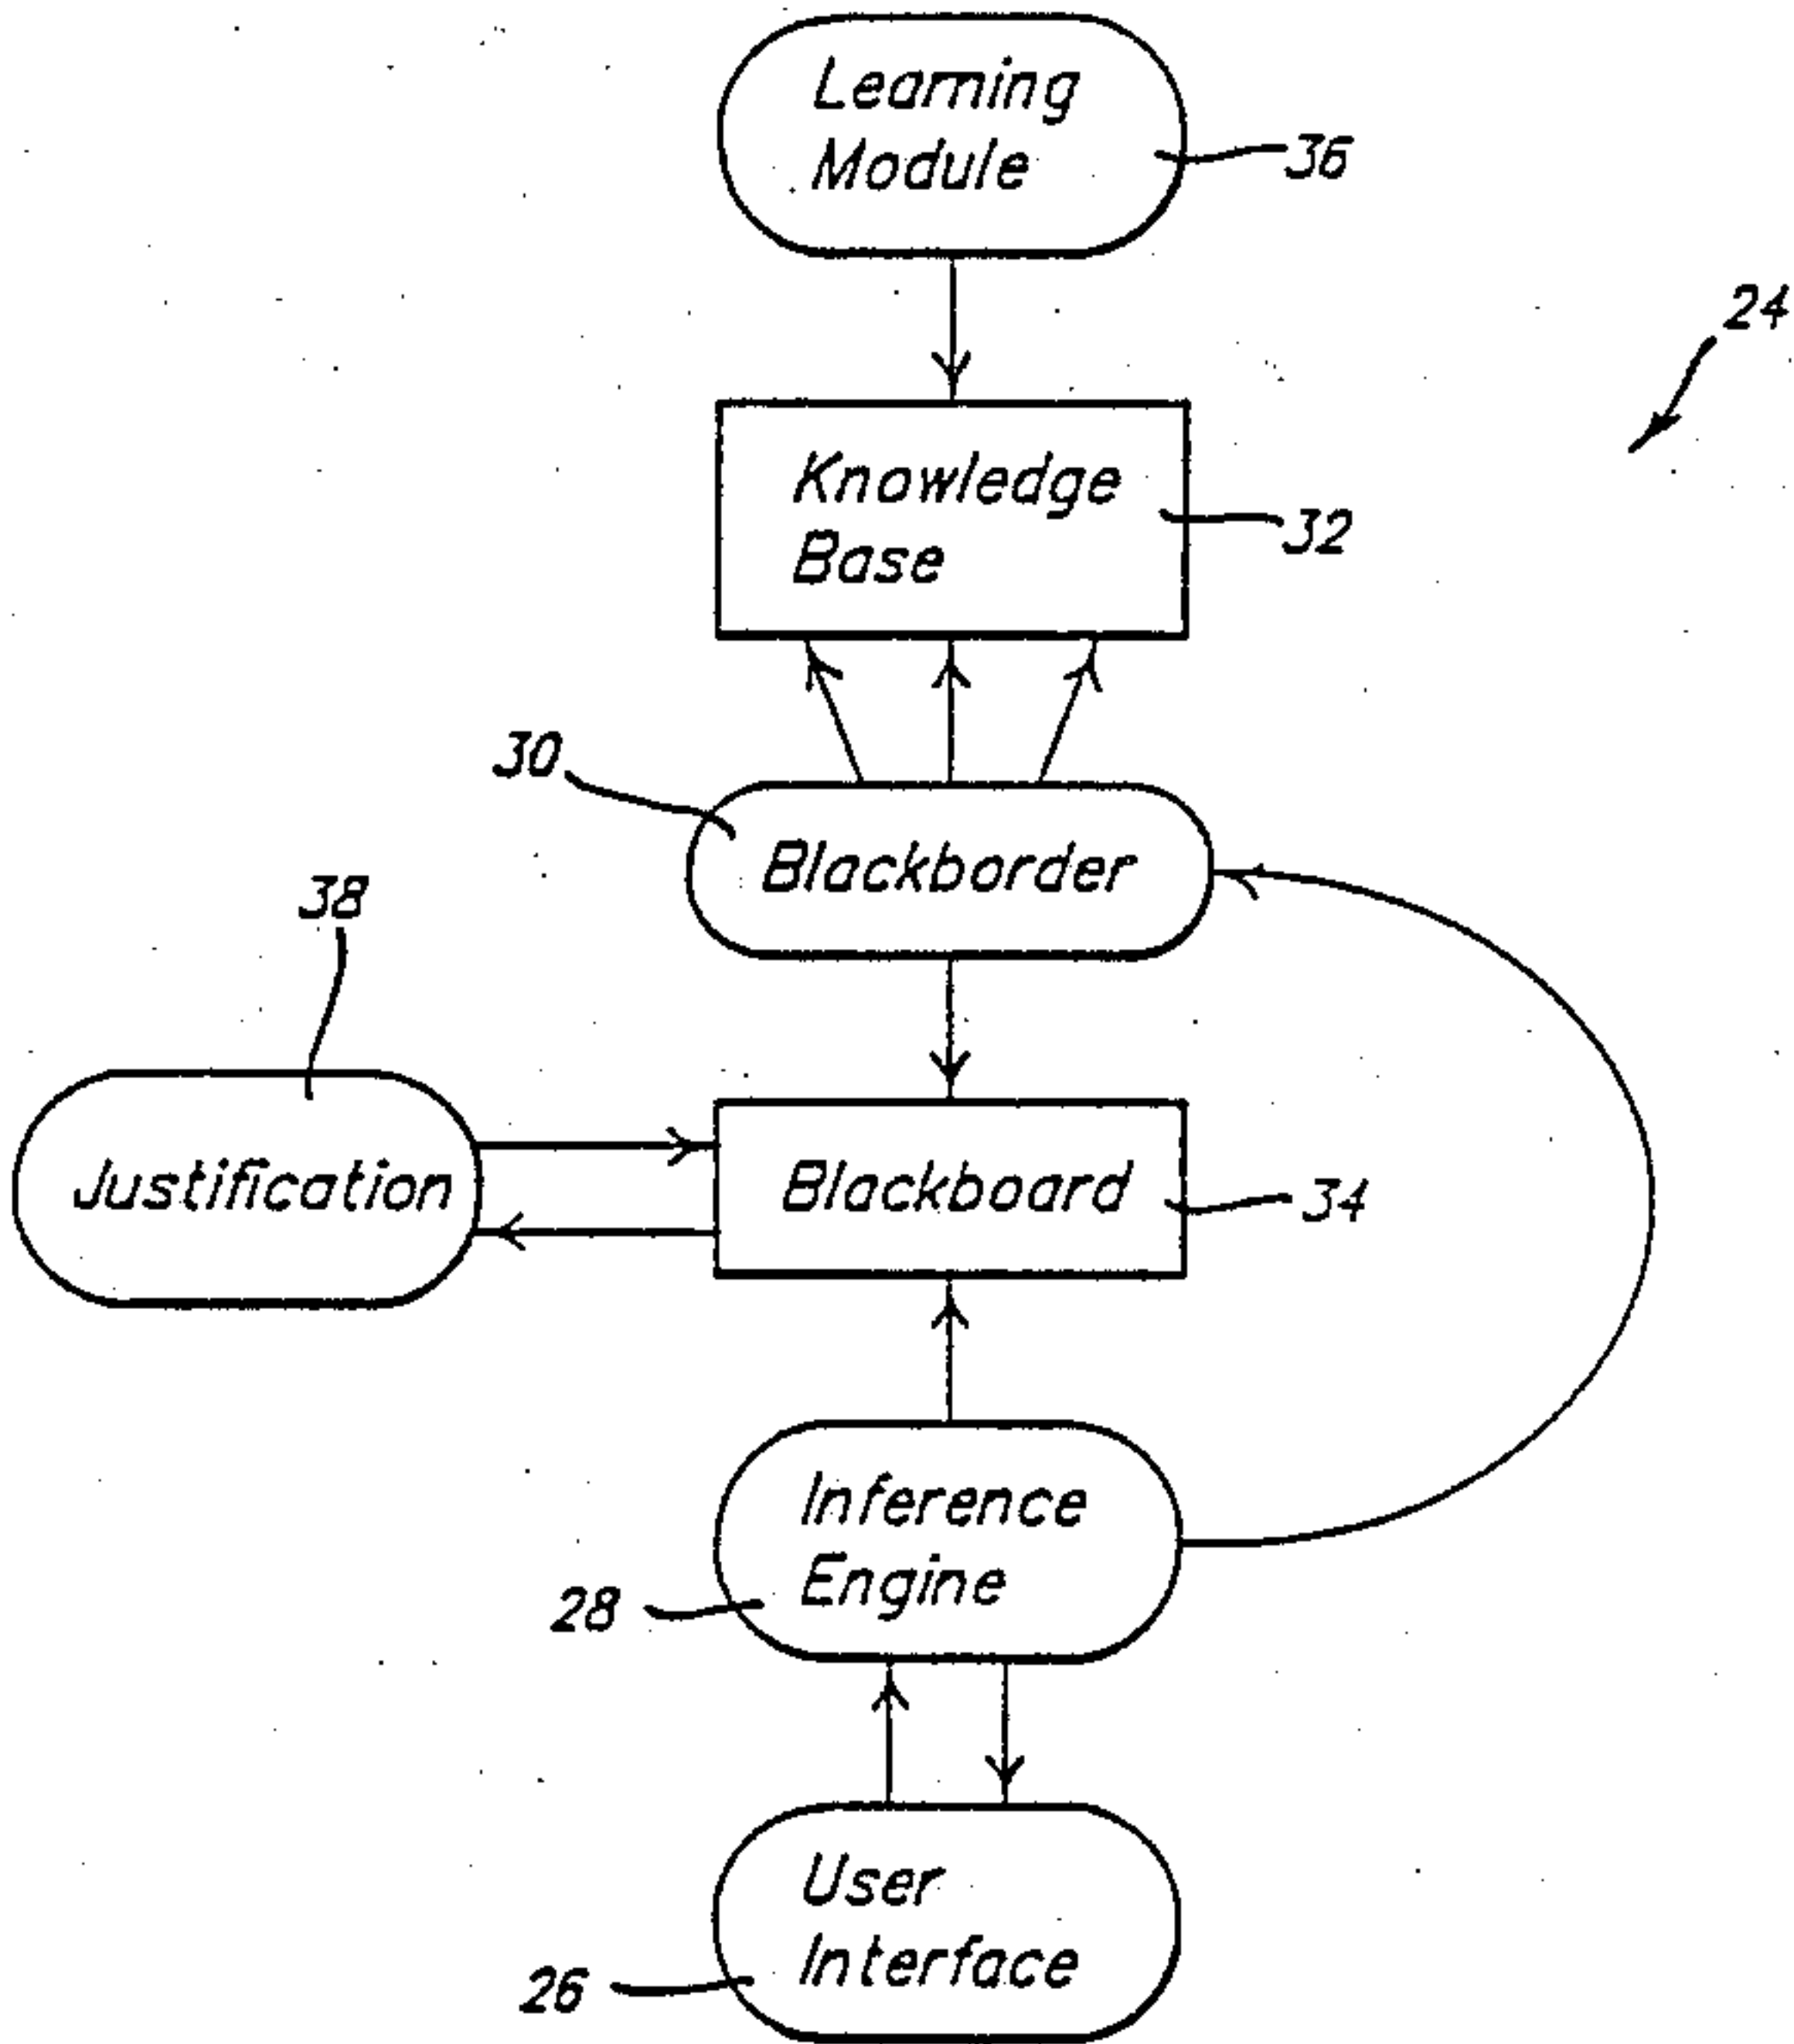 Learning
Module
36
24
Knowledge
Base
32
30
Blackborder
38
Justification
Blackboard
34
Inference
Engine
28
User
Interface
26